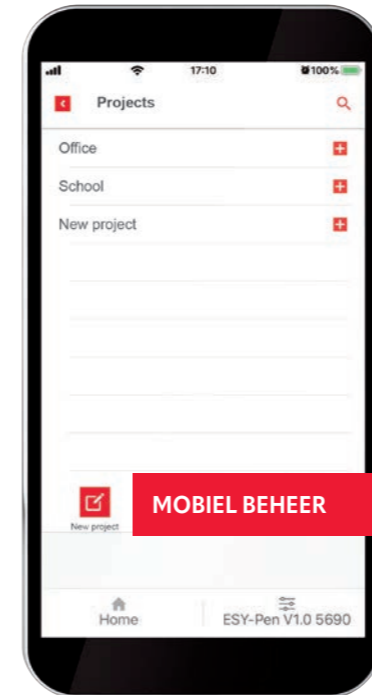 17:10 100%
Projects
Office
School
New project
MOBIEL BEHEER
New project
Home ESY-Pen V1.0 5690